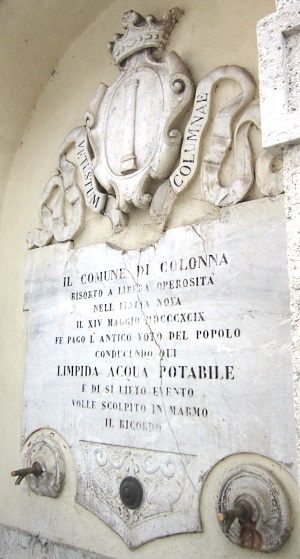 VETUSTUM COLUMNAE
IL COMUNE DI COLONNA
RISORTO A LIBERA OPEROSITÀ
NELL ITALIA NOVA
IL XIV MAGGIO MDCCCXCIX
FE PAGO L'ANTICO VOTO DEL POPOLO
CONDUCENDO QUI
LIMPIDA ACQUA POTABILE
E DI SI LIETO EVENTO
VOLLE SCOLPITO IN MARMO
IL RICORDO